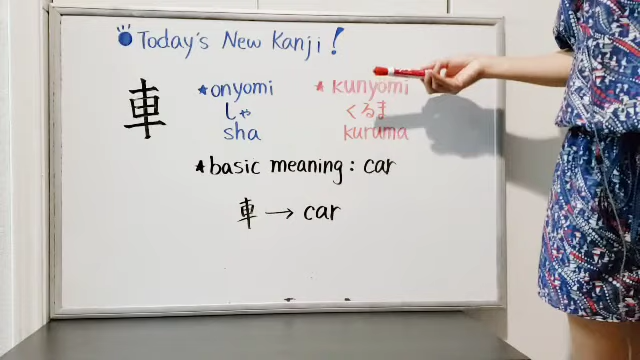 Today's New Kanji!
車
*onyomi
しゃ
sha
*kunyomi
くるま
kuruma
*basic meaning: car
車 → car